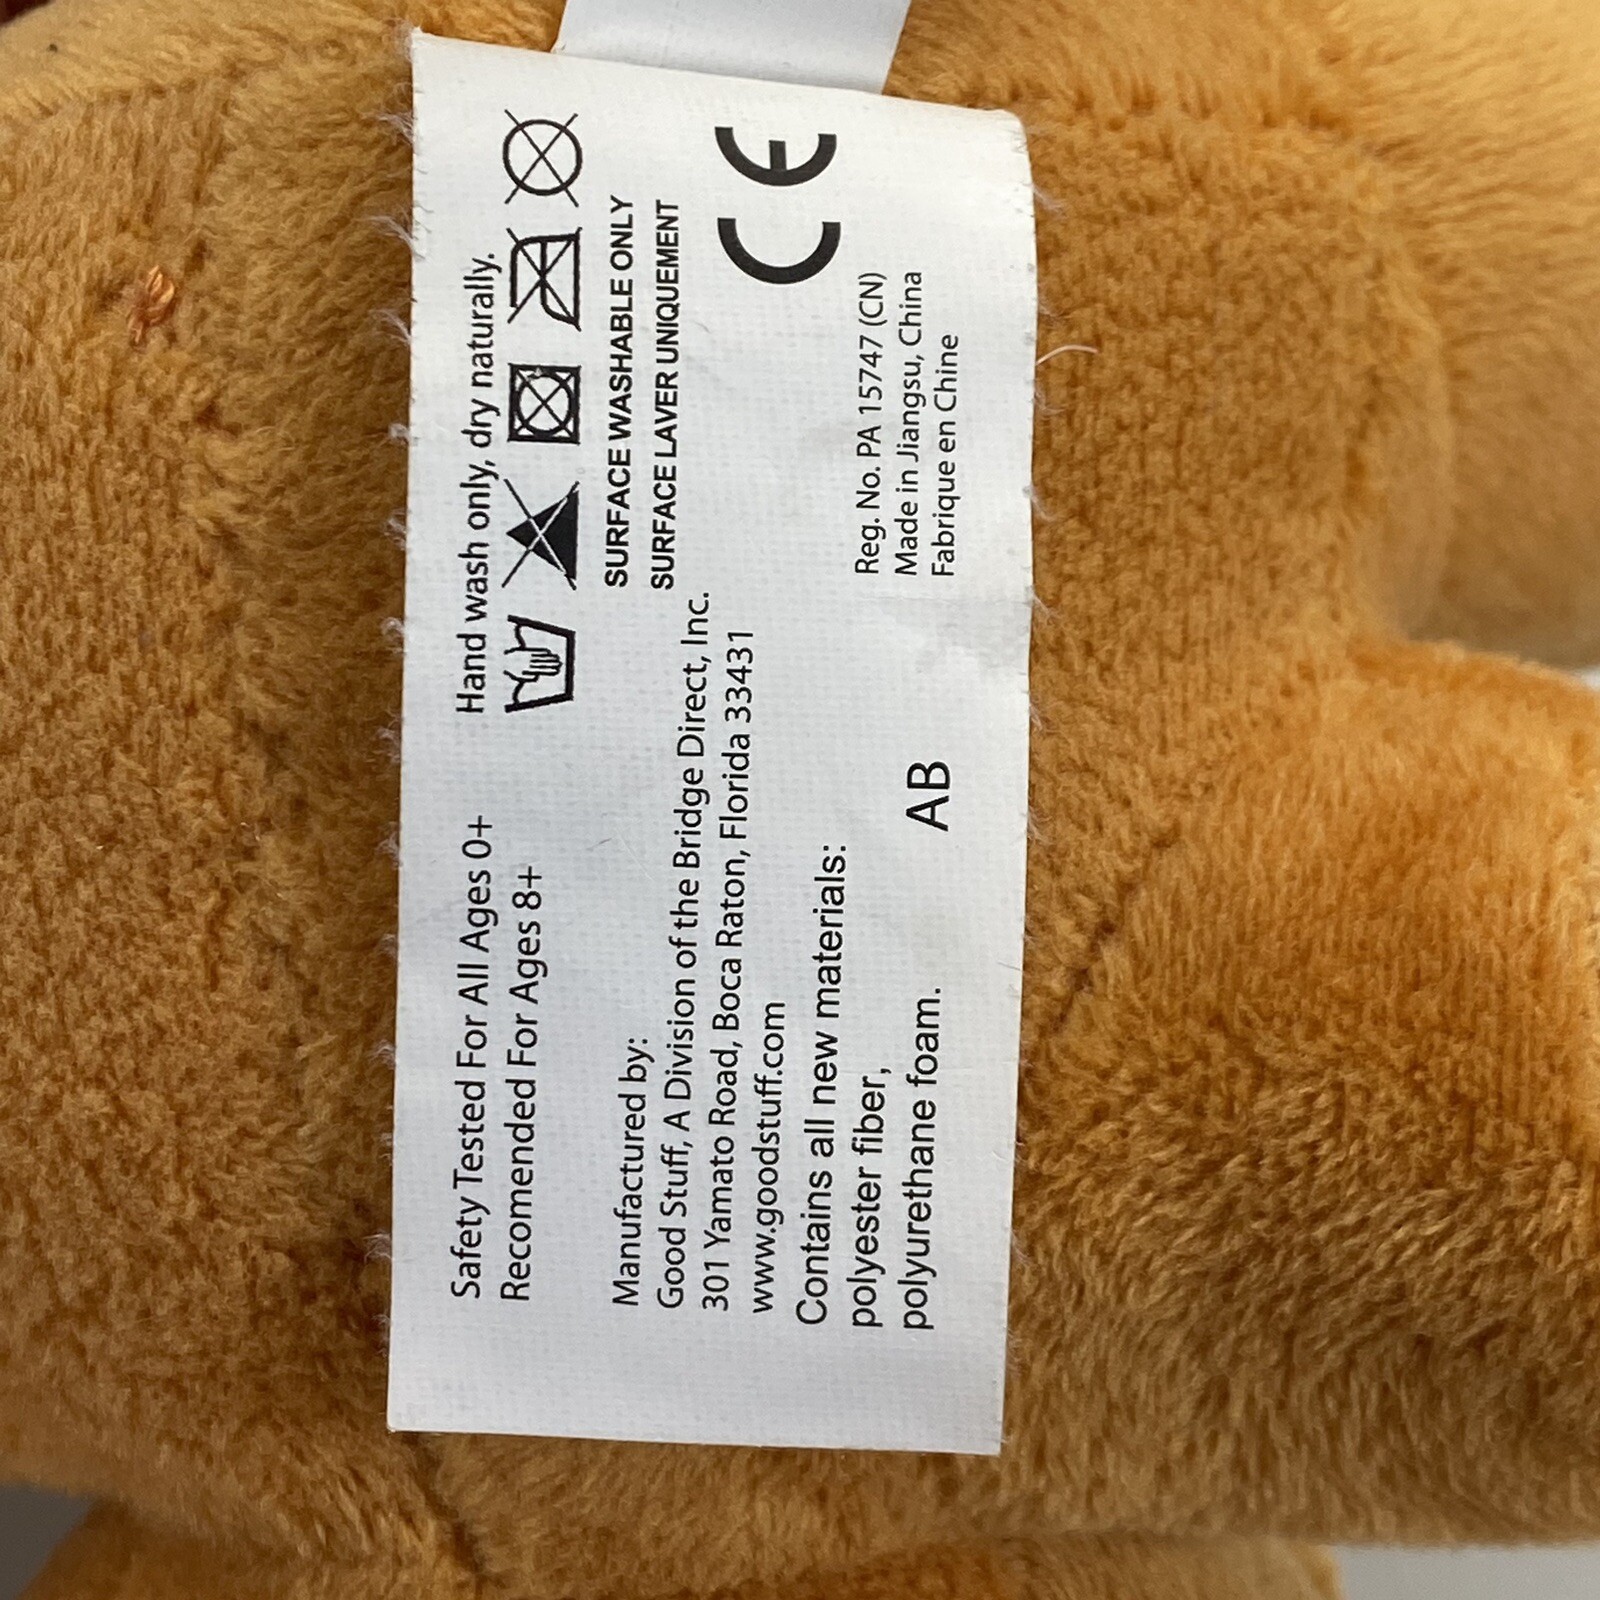 Safety Tested For All Ages 0+
Recomended For Ages 8+
Hand wash only, dry naturally.
SURFACE WASHABLE ONLY
SURFACE LAVER UNIQUEMENT
Manufactured by:
Good Stuff, A Division of the Bridge Direct, Inc.
301 Yamato Road, Boca Raton, Florida 33431
www.goodstuff.com
Contains all new materials:
polyester fiber,
polyurethane foam.
AB
CE
Reg. No. PA 15747 (CN)
Made in Jiangsu, China
Fabrique en Chine